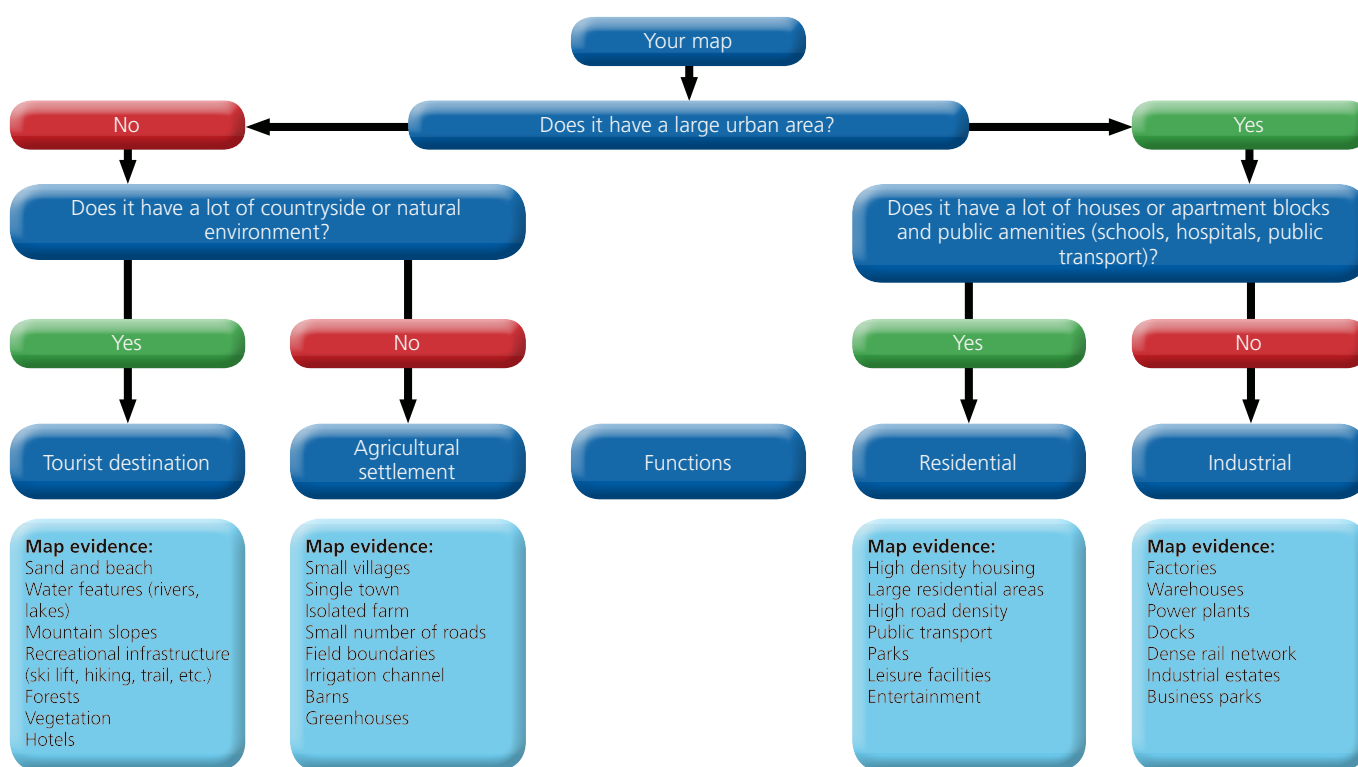 Your map
No
Does it have a large urban area?
Yes
Does it have a lot of countryside or natural
environment?
Does it have a lot of houses or apartment blocks
and public amenities (schools, hospitals, public
transport)?
Yes
No
Yes
No
Tourist destination
Agricultural
settlement
Functions
Residential
Industrial
Map evidence:
Sand and beach
Water features (rivers,
lakes)
Mountain slopes
Recreational infrastructure
(ski lift, hiking, trail, etc.)
Forests
Vegetation
Hotels
Map evidence:
Small villages
Single town
Isolated farm
Small number of roads
Field boundaries
Irrigation channel
Barns
Greenhouses
Map evidence:
High density housing
Large residential areas
High road density
Public transport
Parks
Leisure facilities
Entertainment
Map evidence:
Factories
Warehouses
Power plants
Docks
Dense rail network
Industrial estates
Business parks